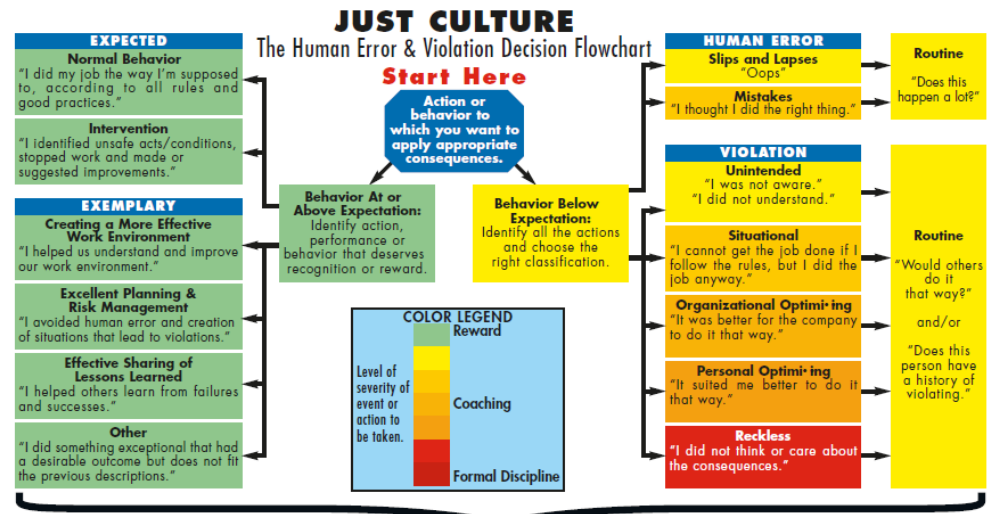 JUST CULTURE
The Human Error & Violation Decision Flowchart
Start Here
Action or
behavior to
which you want to
apply appropriate
consequences.
EXPECTED
Normal Behavior
"I did my job the way I'm supposed
to, according to all rules and
good practices."
Intervention
"I identified unsafe acts/conditions,
stopped work and made or
suggested improvements."
EXEMPLARY
Creating a More Effective
Work Environment
"I helped us understand and improve
our work environment."
Excellent Planning &
Risk Management
"I avoided human error and creation
of situations that lead to violations."
Effective Sharing of
Lessons Learned
"I helped others learn from failures
and successes."
Other
"I did something exceptional that had
a desirable outcome but does not fit
the previous descriptions."
Behavior At or
Above Expectation:
Identify action,
performance or
behavior that deserves
recognition or reward.
Behavior Below
Expectation:
Identify all the actions
and choose the
right classification.
COLOR LEGEND
Reward
Level of
severity of
event or
action to
be taken.
Coaching
Formal Discipline
HUMAN ERROR
Slips and Lapses
"Oops"
Mistakes
"I thought I did the right thing."
Routine
"Does this
happen a lot?"
VIOLATION
Unintended
"I was not aware."
"I did not understand."
Situational
"I cannot get the job done if I
follow the rules, but I did the
job anyway."
Organizational Optimi•ing
"It was better for the company
to do it that way."
Personal Optimi•ing
"It suited me better to do it
that way."
Reckless
"I did not think or care about
the consequences."
Routine
"Would others
do it
that way?"
and/or
"Does this
person have
a history of
violating."